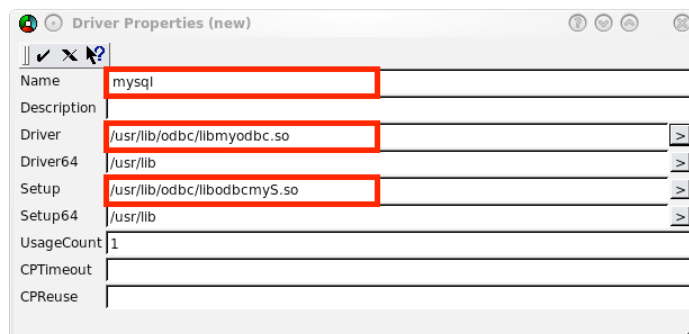 Driver Properties (new)
Name mysql
Description
Driver /usr/lib/odbc/libmyodbc.so >
Driver64 /usr/lib >
Setup /usr/lib/odbc/libodbcmyS.so >
Setup64 /usr/lib >
UsageCount 1
CPTimeout
CPReuse